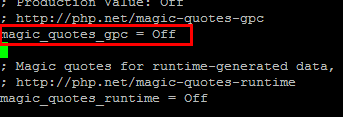 ; Production Value: Off
; http://php.net/magic-quotes-gpc
magic_quotes_gpc = Off
; Magic quotes for runtime-generated data,
; http://php.net/magic-quotes-runtime
magic_quotes_runtime = Off